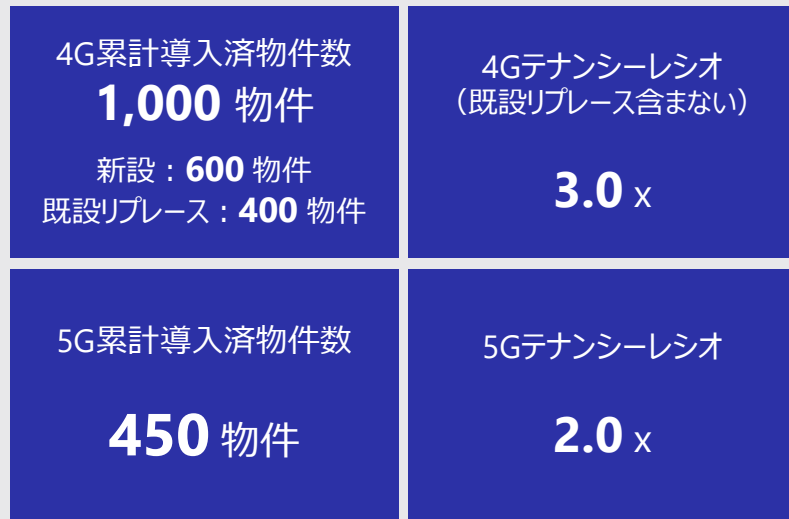 4G累計導入済物件数
1,000 物件
新設：600 物件
既設リプレース：400 物件
4Gテナンシーレシオ
（既設リプレース含まない）
3.0 x
5G累計導入済物件数
450 物件
5Gテナンシーレシオ
2.0 x